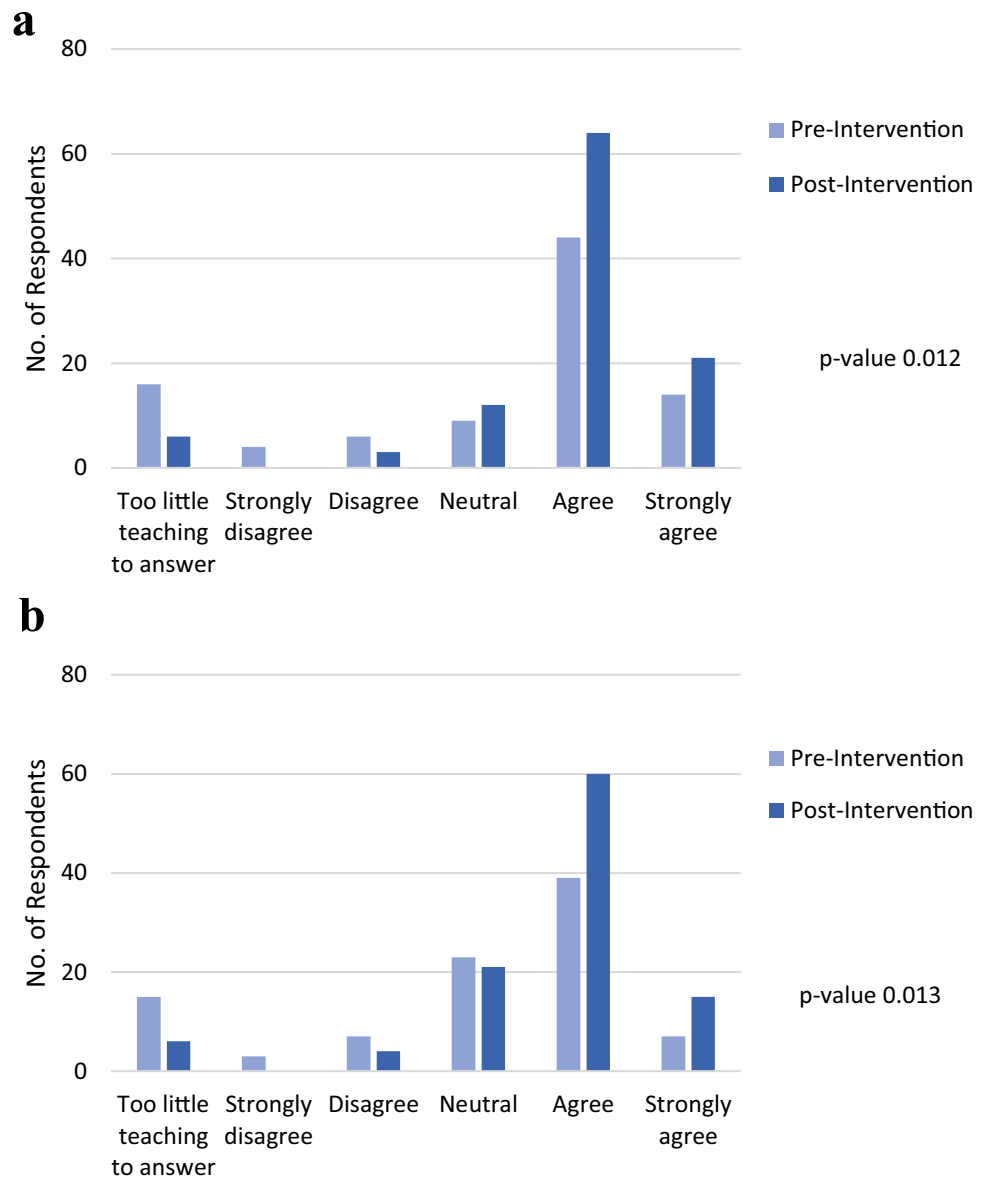 a
80
60
40
20
0
No. of Respondents
Pre-Intervention
Post-Intervention
p-value 0.012
Too little
teaching
to answer
Strongly
disagree
Disagree
Neutral
Agree
Strongly
agree
b
80
60
40
20
0
No. of Respondents
Pre-Intervention
Post-Intervention
p-value 0.013
Too little
teaching
to answer
Strongly
disagree
Disagree
Neutral
Agree
Strongly
agree